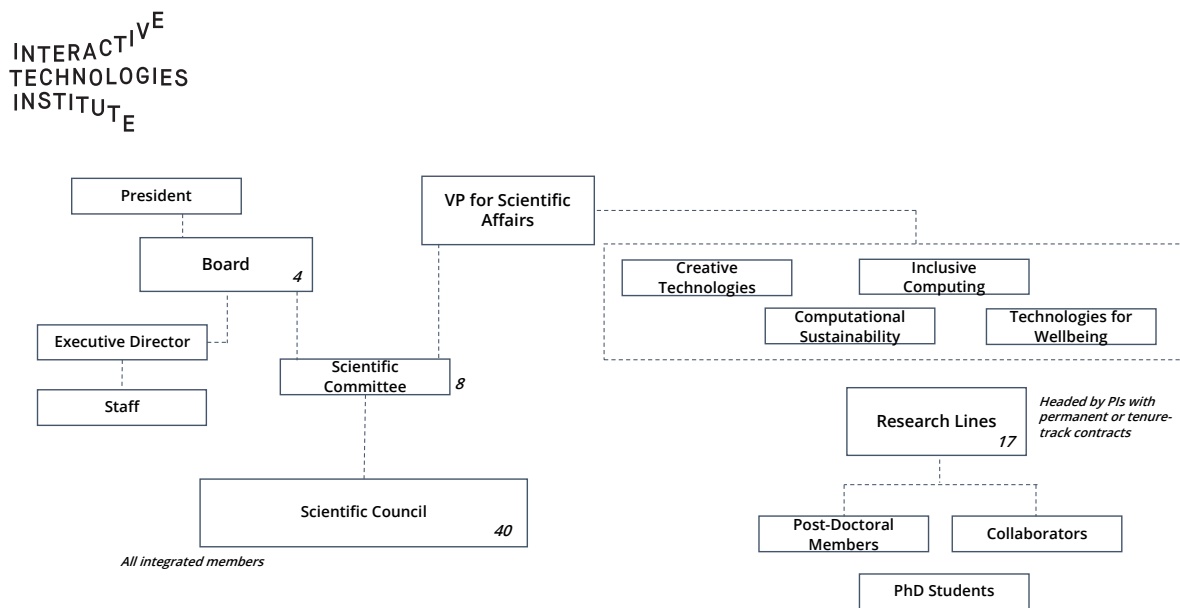 INTERACTIVE
TECHNOLOGIES
INSTITUTE
President
VP for Scientific
Affairs
Board
4
Creative
Technologies
Inclusive
Computing
Computational
Sustainability
Technologies for
Wellbeing
Executive Director
Scientific
Committee
8
Staff
Research Lines
17
Headed by PIs with
permanent or tenure-
track contracts
Scientific Council
40
All integrated members
Post-Doctoral
Members
Collaborators
PhD Students